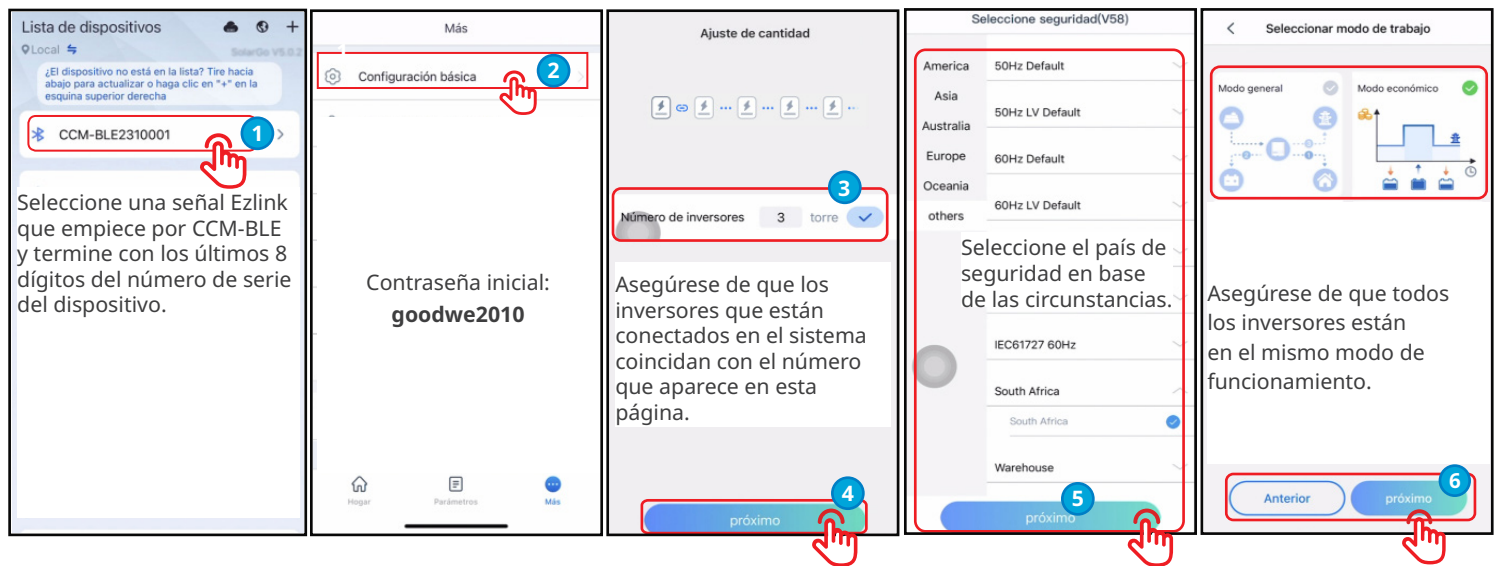 Lista de dispositivos
Local
SolarGo V5.0.2
¿El dispositivo no está en la lista? Tire hacia
abajo para actualizar o haga clic en "+" en la
esquina superior derecha
CCM-BLE2310001
1
Seleccione una señal Ezlink
que empiece por CCM-BLE
y termine con los últimos 8
dígitos del número de serie
del dispositivo.
Más
Configuración básica
2
Contraseña inicial:
goodwe2010
Hogar
Parámetros
Más
Ajuste de cantidad
3
Número de inversores 3 torre
Asegúrese de que los
inversores que están
conectados en el sistema
coincidan con el número
que aparece en esta
página.
4
próximo
Seleccione seguridad(V58)
America
Asia
Australia
Europe
Oceania
others
50Hz Default
50Hz LV Default
60Hz Default
60Hz LV Default
Seleccione el país de
seguridad en base
de las circunstancias.
IEC61727 60Hz
South Africa
South Africa
Warehouse
5
próximo
Seleccionar modo de trabajo
Modo general
Modo económico
Asegúrese de que todos
los inversores están
en el mismo modo de
funcionamiento.
6
Anterior
próximo